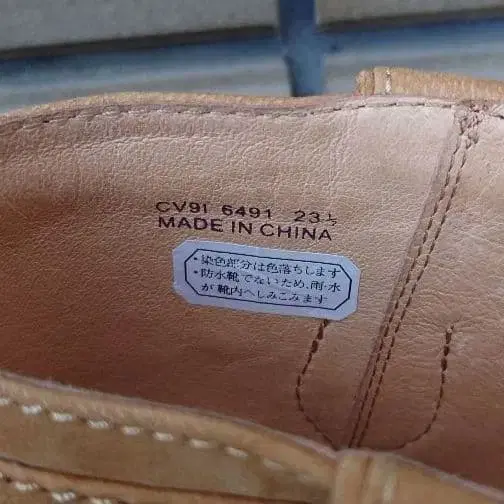 CV91 6491 23½
MADE IN CHINA
・染色部分は色落ちします
・防水靴でないため、雨・水
が靴内へしみこみます